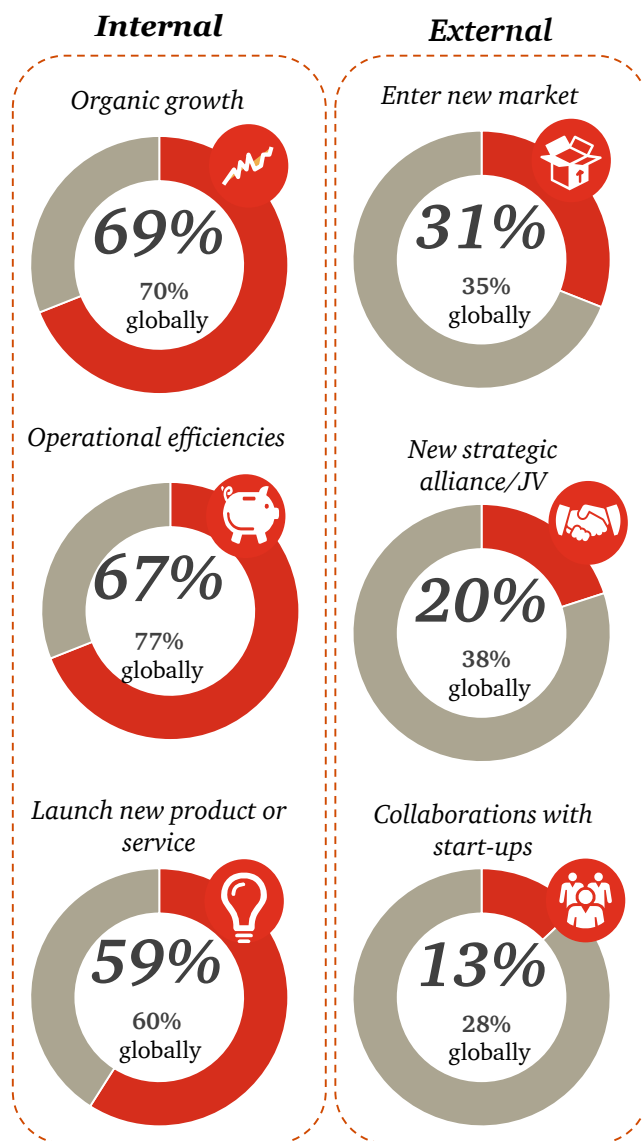 Internal
Organic growth
69%
70%
globally
Operational efficiencies
67%
77%
globally
Launch new product or
service
59%
60%
globally
External
Enter new market
31%
35%
globally
New strategic
alliance/JV
20%
38%
globally
Collaborations with
start-ups
13%
28%
globally